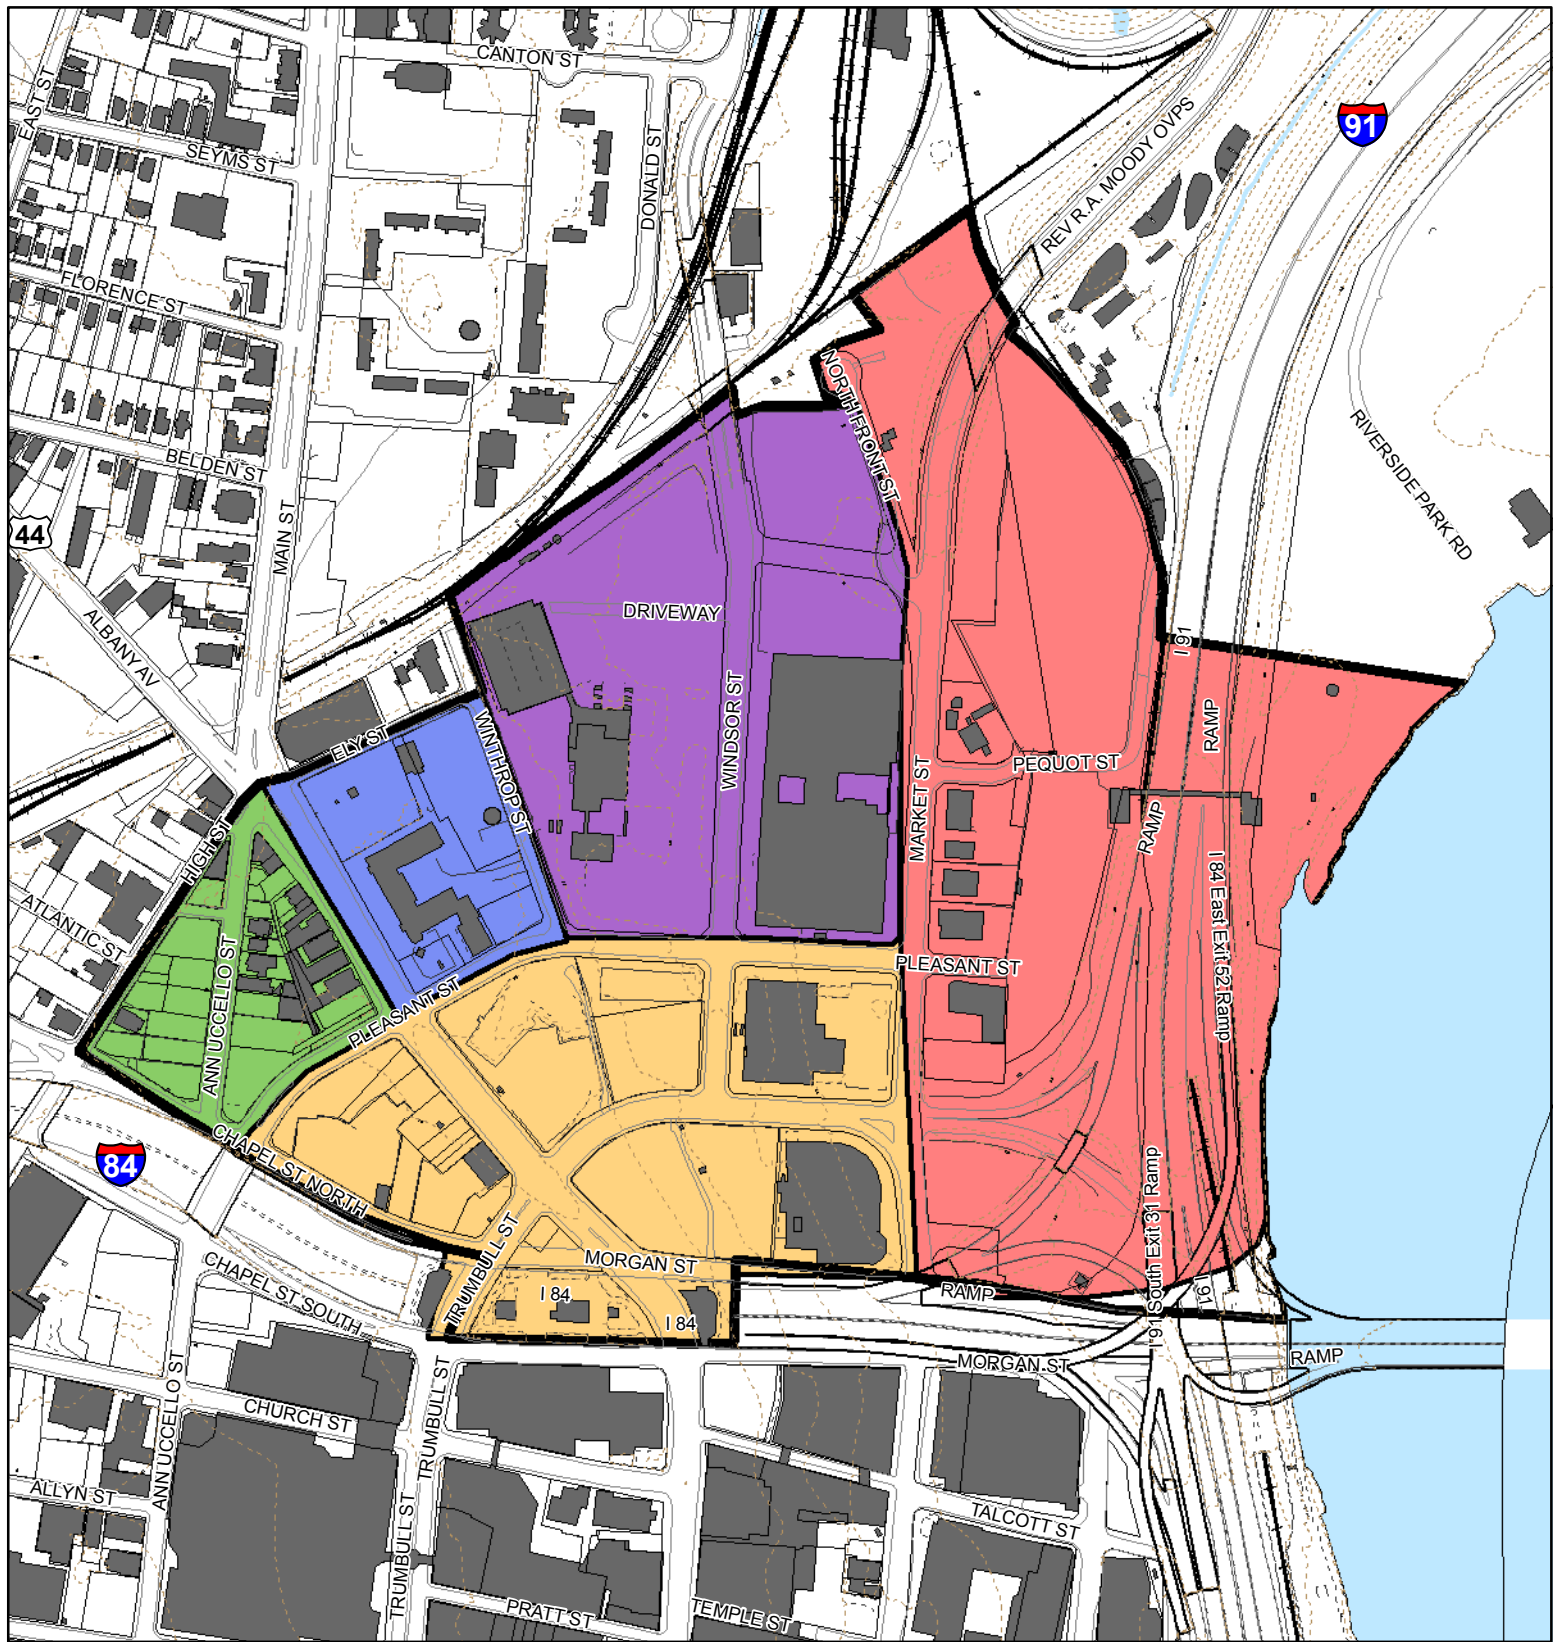 CANTON ST
EAST ST
SEYMS ST
DONALD ST
REV R.A. MOODY OVPS
91
FLORENCE ST
NORTH FRONT ST
RIVERSIDE PARK RD
BELDEN ST
44
MAIN ST
ALBANY AV
DRIVEWAY
I 91
WINDSOR ST
RAMP
ELY ST
WINTHROP ST
PEQUOT ST
MARKET ST
RAMP
HIGH ST
I 84 East Exit 52 Ramp
ATLANTIC ST
ANN UCCELLO ST
PLEASANT ST
PLEASANT ST
84
CHAPEL ST NORTH
TRUMBULL ST
MORGAN ST
I 91 South Exit 31 Ramp
CHAPEL ST SOUTH
I 84
I 84
RAMP
I 91
MORGAN ST
RAMP
ANN UCCELLO ST
CHURCH ST
TRUMBULL ST
ALLYN ST
TRUMBULL ST
TALCOTT ST
PRATT ST
TEMPLE ST